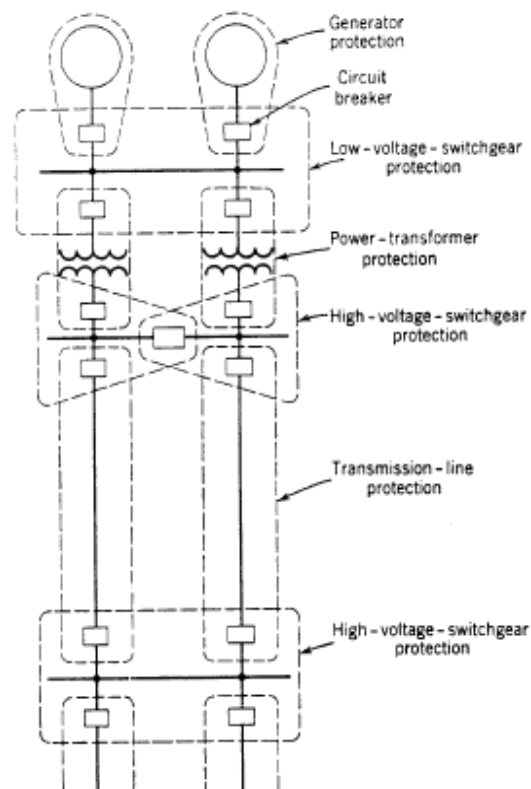 Generator
protection
Circuit
breaker
Low-voltage-switchgear
protection
Power-transformer
protection
High-voltage-switchgear
protection
Transmission-line
protection
High-voltage-switchgear
protection